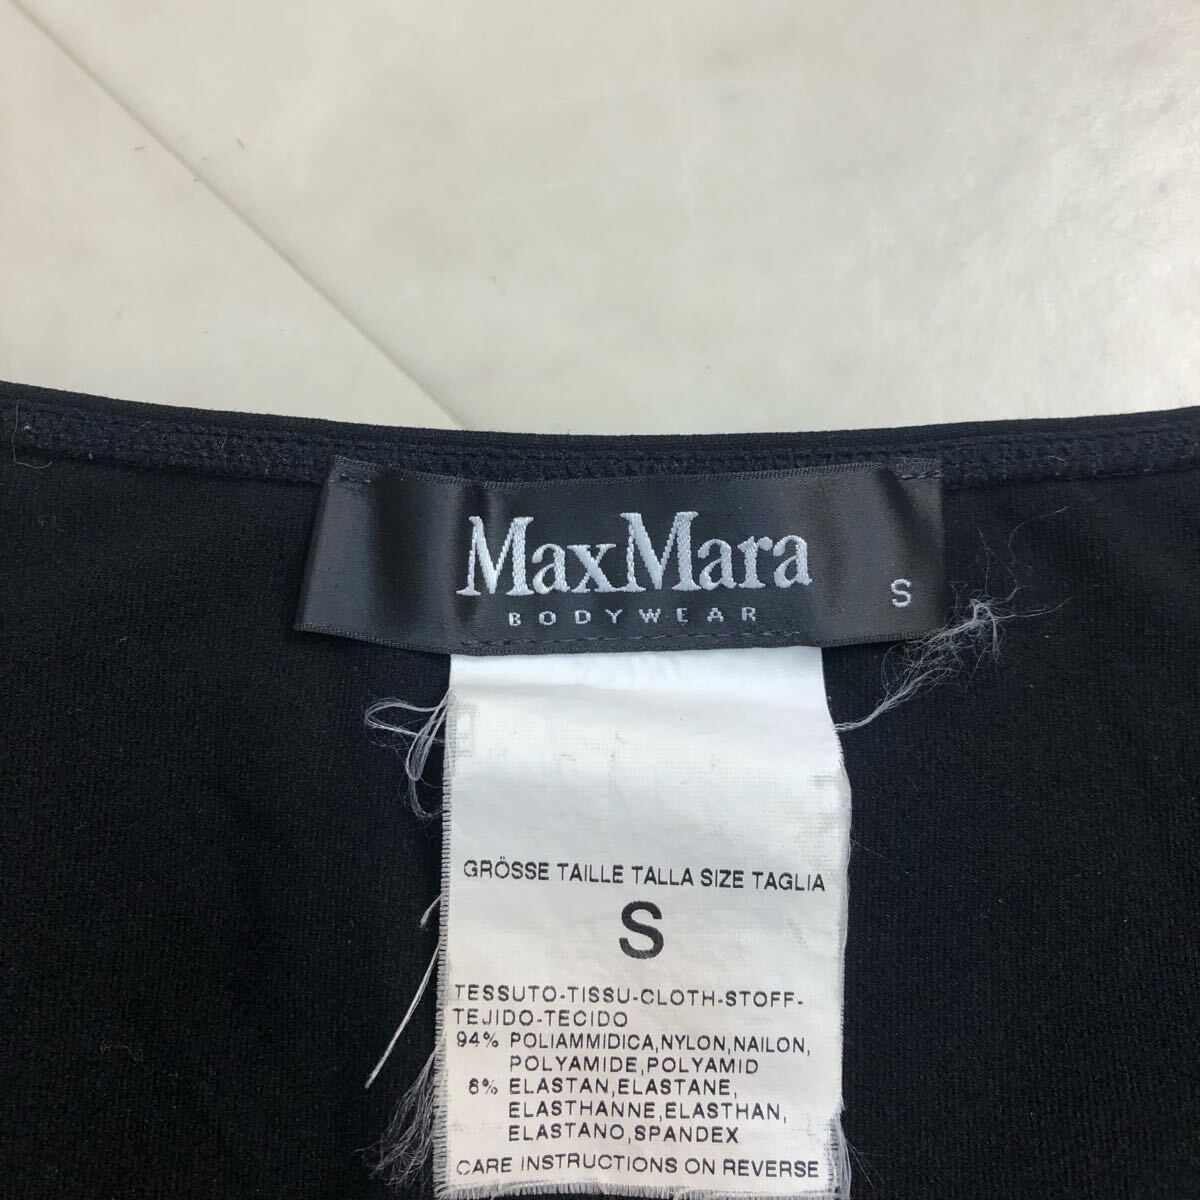 MaxMara
BODYWEAR
S
GRÖSSE TAILLE TALLA SIZE TAGLIA
S
TESSUTO-TISSU-CLOTH-STOFF-
TEJIDO-TECIDO
94% POLIAMMIDICA,NYLON,NAILON,
POLYAMIDE,POLYAMID
6% ELASTAN,ELASTANE,
ELASTHANNE,ELASTHAN,
ELASTANO,SPANDEX
CARE INSTRUCTIONS ON REVERSE